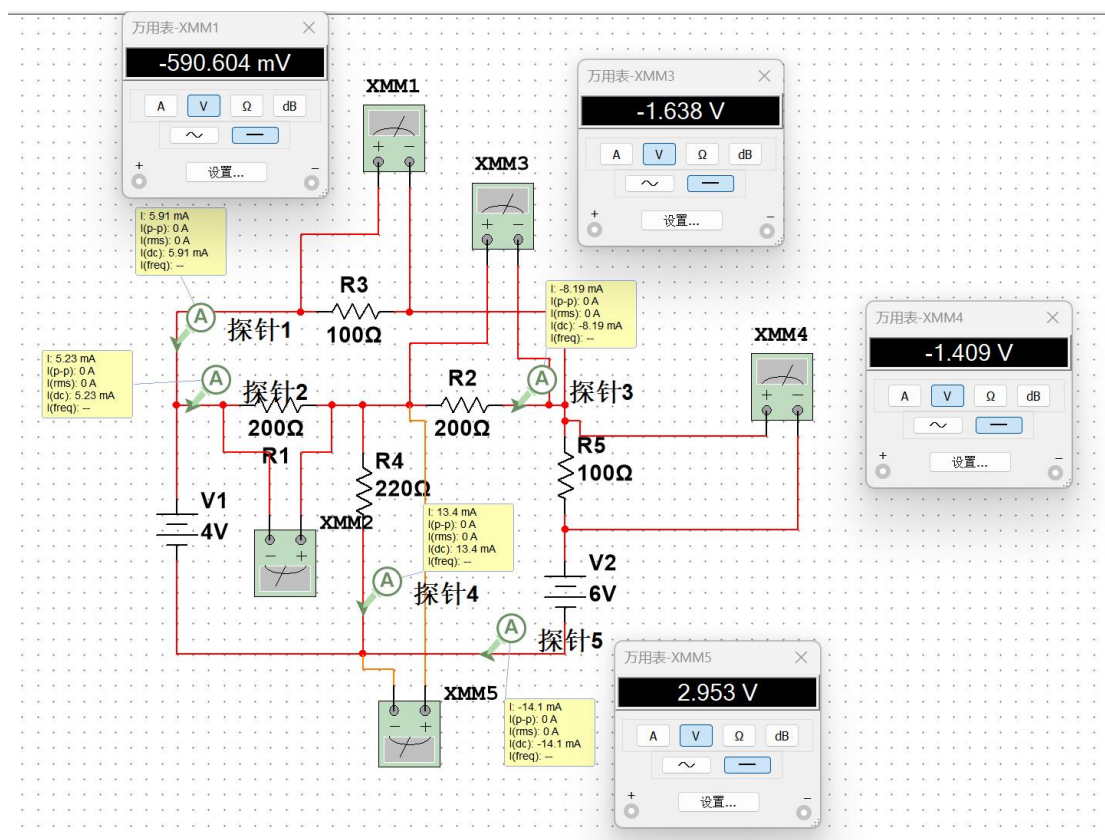 万用表-XMM1
-590.604 mV
A V Ω dB
+ -
设置...
XMM1
+ -
万用表-XMM3
-1.638 V
A V Ω dB
+ -
设置...
XMM3
+ -
I: 5.91 mA
I(p-p): 0 A
I(rms): 0 A
I(dc): 5.91 mA
I(freq): --
A
探针1
R3
100Ω
I: -8.19 mA
I(p-p): 0 A
I(rms): 0 A
I(dc): -8.19 mA
I(freq): --
A
探针3
万用表-XMM4
-1.409 V
A V Ω dB
+ -
设置...
XMM4
+ -
I: 5.23 mA
I(p-p): 0 A
I(rms): 0 A
I(dc): 5.23 mA
I(freq): --
A
探针2
200Ω
R1
R2
200Ω
R5
100Ω
R4
220Ω
V1
4V
XMM2
- +
I: 13.4 mA
I(p-p): 0 A
I(rms): 0 A
I(dc): 13.4 mA
I(freq): --
A
探针4
V2
6V
A
探针5
XMM5
- +
I: -14.1 mA
I(p-p): 0 A
I(rms): 0 A
I(dc): -14.1 mA
I(freq): --
万用表-XMM5
2.953 V
A V Ω dB
+ -
设置...